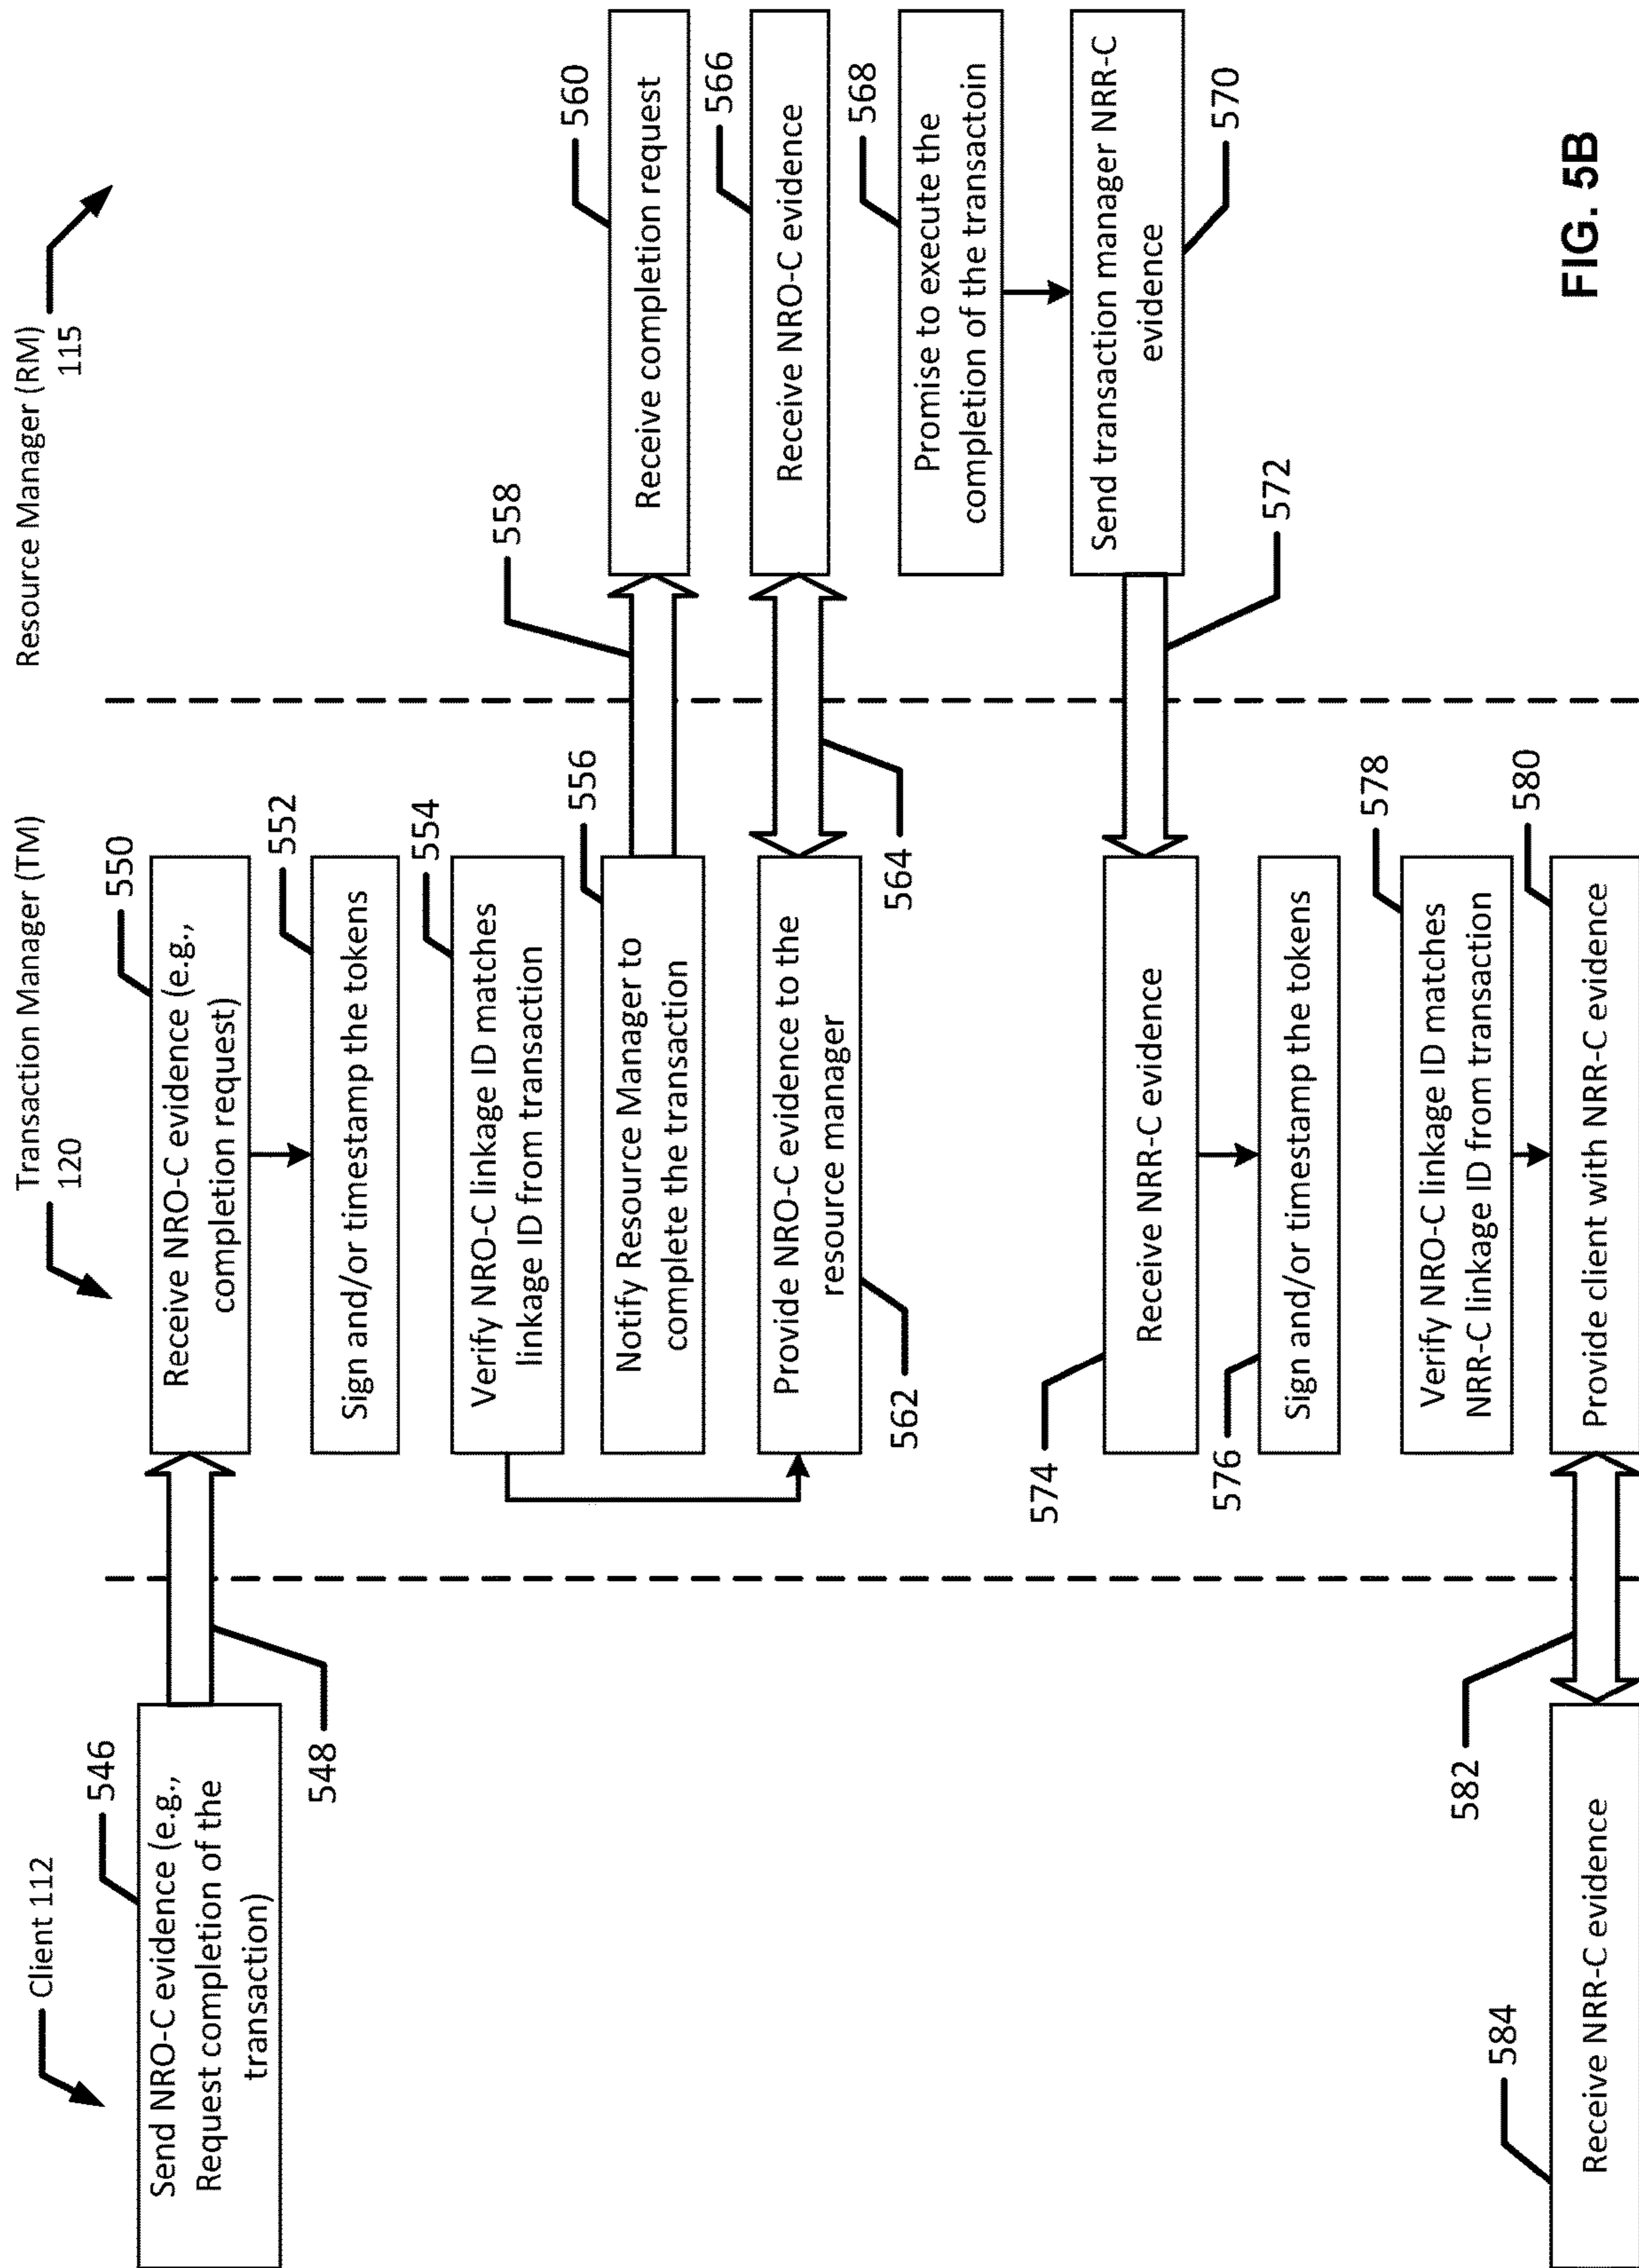 Client 112
Transaction Manager (TM)
120
Resource Manager (RM)
115
546
Send NRO-C evidence (e.g.,
Request completion of the
transaction)
548
550
Receive NRO-C evidence (e.g.,
completion request)
552
Sign and/or timestamp the tokens
554
Verify NRO-C linkage ID matches
linkage ID from transaction
556
Notify Resource Manager to
complete the transaction
558
560
Receive completion request
562
Provide NRO-C evidence to the
resource manager
564
566
Receive NRO-C evidence
568
Promise to execute the
completion of the transactoin
570
Send transaction manager NRR-C
evidence
572
574
Receive NRR-C evidence
576
Sign and/or timestamp the tokens
578
Verify NRO-C linkage ID matches
NRR-C linkage ID from transaction
580
Provide client with NRR-C evidence
582
584
Receive NRR-C evidence
FIG. 5B